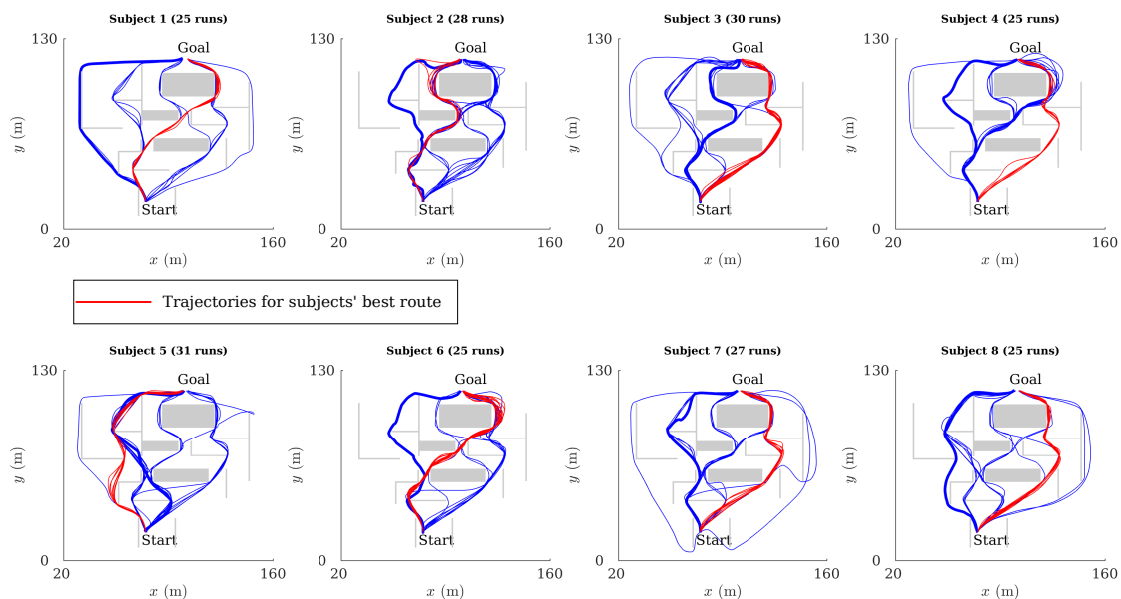 Subject 1 (25 runs)
Subject 2 (28 runs)
Subject 3 (30 runs)
Subject 4 (25 runs)
130
130
130
130
Goal
Goal
Goal
Goal
y (m)
y (m)
y (m)
y (m)
Start
Start
Start
Start
0
0
0
0
20
160
20
160
20
160
20
160
x (m)
x (m)
x (m)
x (m)
Trajectories for subjects' best route
Subject 5 (31 runs)
Subject 6 (25 runs)
Subject 7 (27 runs)
Subject 8 (25 runs)
130
130
130
130
Goal
Goal
Goal
Goal
y (m)
y (m)
y (m)
y (m)
Start
Start
Start
Start
0
0
0
0
20
160
20
160
20
160
20
160
x (m)
x (m)
x (m)
x (m)